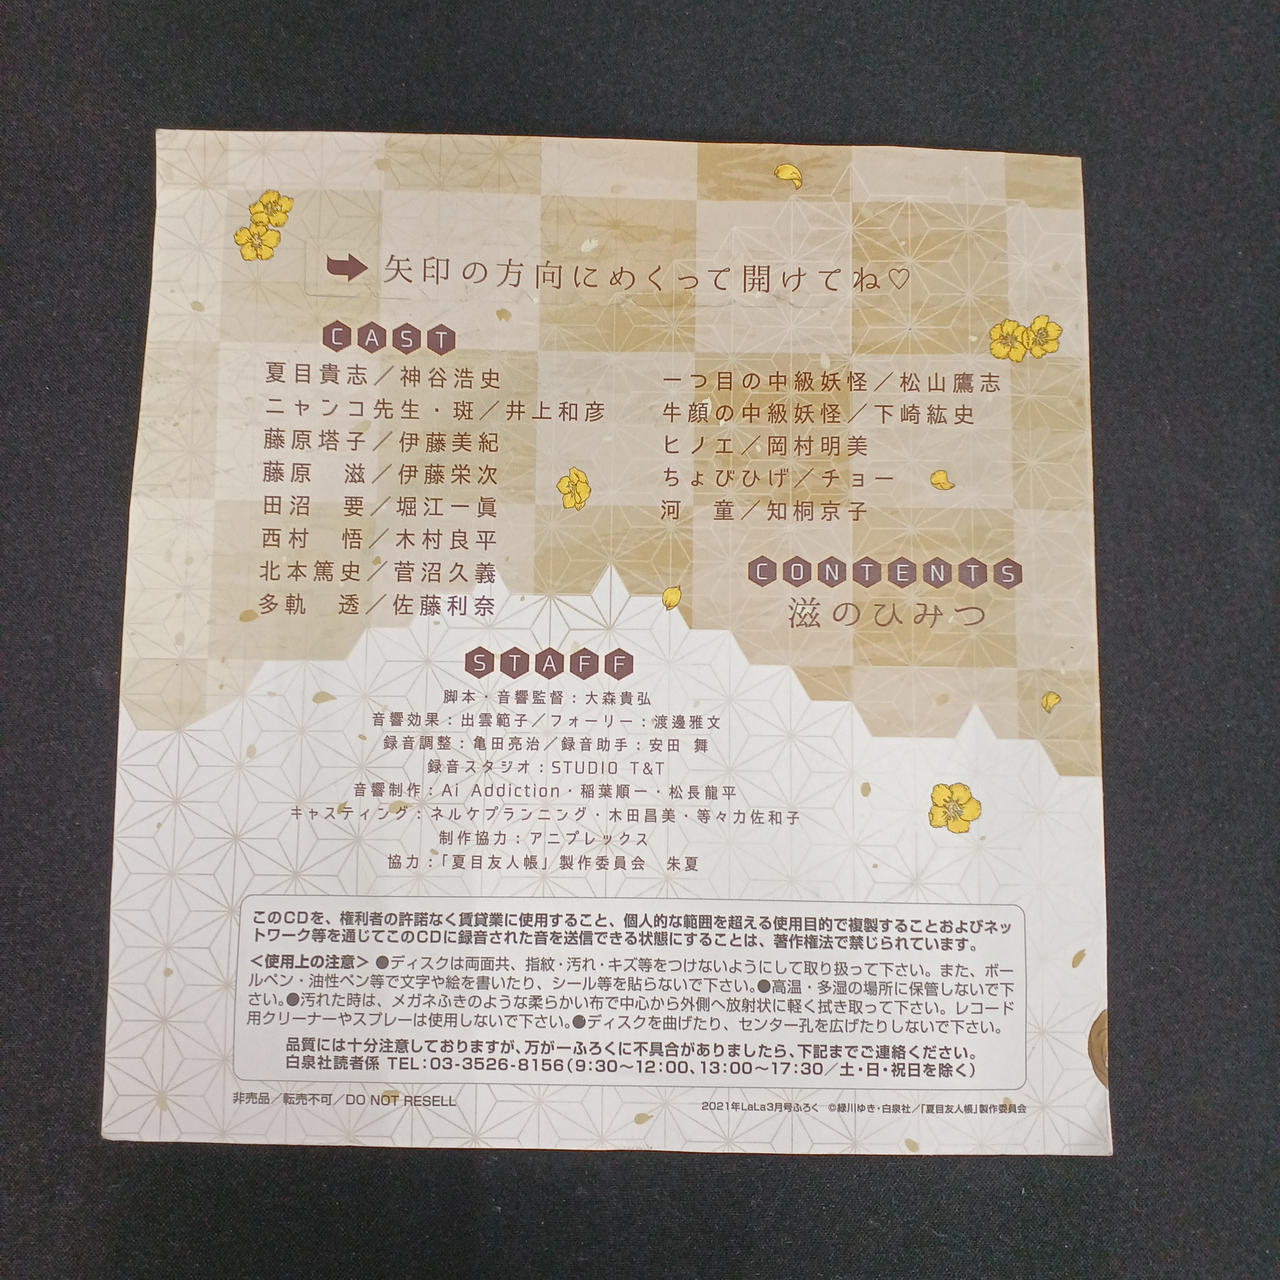 矢印の方向にめくって開けてね♡
CAST
夏目貴志／神谷浩史
ニャンコ先生・斑／井上和彦
藤原塔子／伊藤美紀
藤原　滋／伊藤栄次
田沼　要／堀江一眞
西村　悟／木村良平
北本篤史／菅沼久義
多軌　透／佐藤利奈
一つ目の中級妖怪／松山鷹志
牛顔の中級妖怪／下崎紘史
ヒノエ／岡村明美
ちょびひげ／チョー
河　童／知桐京子
CONTENTS
滋のひみつ
STAFF
脚本・音響監督：大森貴弘
音響効果：出雲範子／フォーリー：渡邊雅文
録音調整：亀田亮治／録音助手：安田 舞
録音スタジオ：STUDIO T&T
音響制作：Ai Addiction・稲葉順一・松長龍平
キャスティング：ネルケプランニング・木田昌美・等々力佐和子
制作協力：アニプレックス
協力：「夏目友人帳」製作委員会　朱夏
このCDを、権利者の許諾なく賃貸業に使用すること、個人的な範囲を超える使用目的で複製することおよびネッ
トワーク等を通じてこのCDに録音された音を送信できる状態にすることは、著作権法で禁じられています。
＜使用上の注意＞●ディスクは両面共、指紋・汚れ・キズ等をつけないようにして取り扱って下さい。また、ボー
ルペン・油性ペン等で文字や絵を書いたり、シール等を貼らないで下さい。●高温・多湿の場所に保管しないで下
さい。●汚れた時は、メガネふきのような柔らかい布で中心から外側へ放射状に軽く拭き取って下さい。レコード
用クリーナーやスプレーは使用しないで下さい。●ディスクを曲げたり、センター孔を広げたりしないで下さい。
品質には十分注意しておりますが、万が一ふろくに不具合がありましたら、下記までご連絡ください。
白泉社読者係 TEL：03-3526-8156（9：30～12：00、13：00～17：30／土・日・祝日を除く）
非売品／転売不可／DO NOT RESELL
2021年LaLa3月号ふろく　©緑川ゆき・白泉社／「夏目友人帳」製作委員会